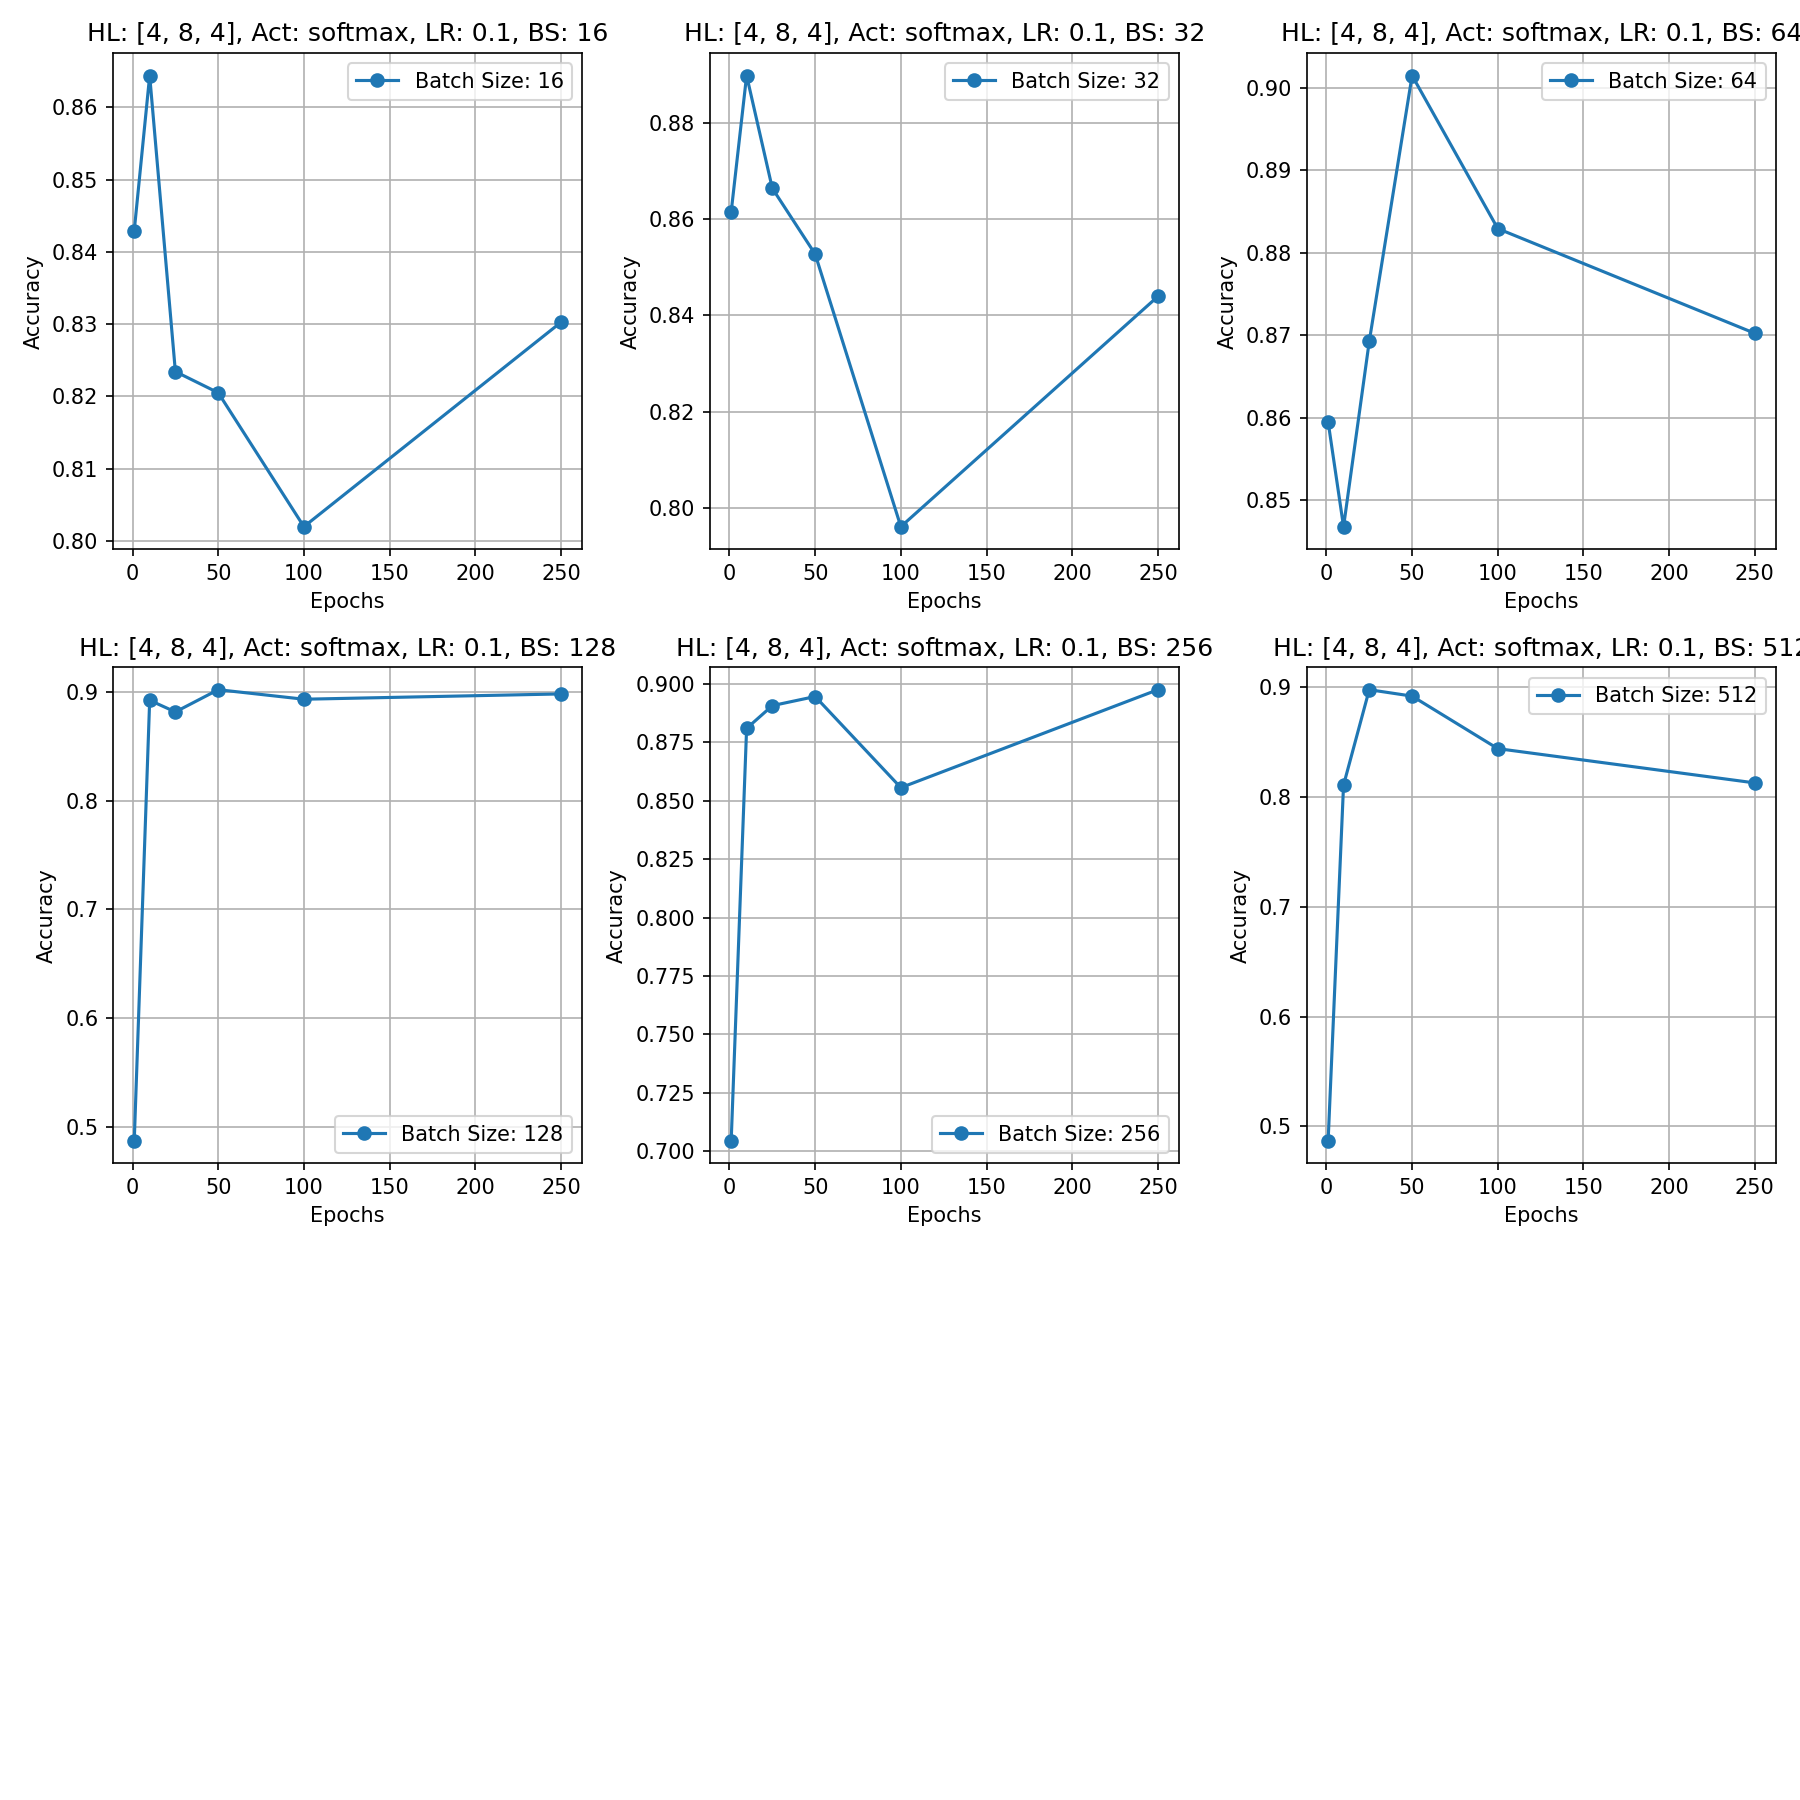 HL: [4, 8, 4], Act: softmax, LR: 0.1, BS: 16
Batch Size: 16
0.86
0.85
0.84
0.83
0.82
0.81
0.80
Accuracy
0 50 100 150 200 250
Epochs
HL: [4, 8, 4], Act: softmax, LR: 0.1, BS: 32
Batch Size: 32
0.88
0.86
0.84
0.82
0.80
Accuracy
0 50 100 150 200 250
Epochs
HL: [4, 8, 4], Act: softmax, LR: 0.1, BS: 64
Batch Size: 64
0.90
0.89
0.88
0.87
0.86
0.85
Accuracy
0 50 100 150 200 250
Epochs
HL: [4, 8, 4], Act: softmax, LR: 0.1, BS: 128
0.9
0.8
0.7
0.6
0.5
Accuracy
Batch Size: 128
0 50 100 150 200 250
Epochs
HL: [4, 8, 4], Act: softmax, LR: 0.1, BS: 256
0.900
0.875
0.850
0.825
0.800
0.775
0.750
0.725
0.700
Accuracy
Batch Size: 256
0 50 100 150 200 250
Epochs
HL: [4, 8, 4], Act: softmax, LR: 0.1, BS: 512
Batch Size: 512
0.9
0.8
0.7
0.6
0.5
Accuracy
0 50 100 150 200 250
Epochs